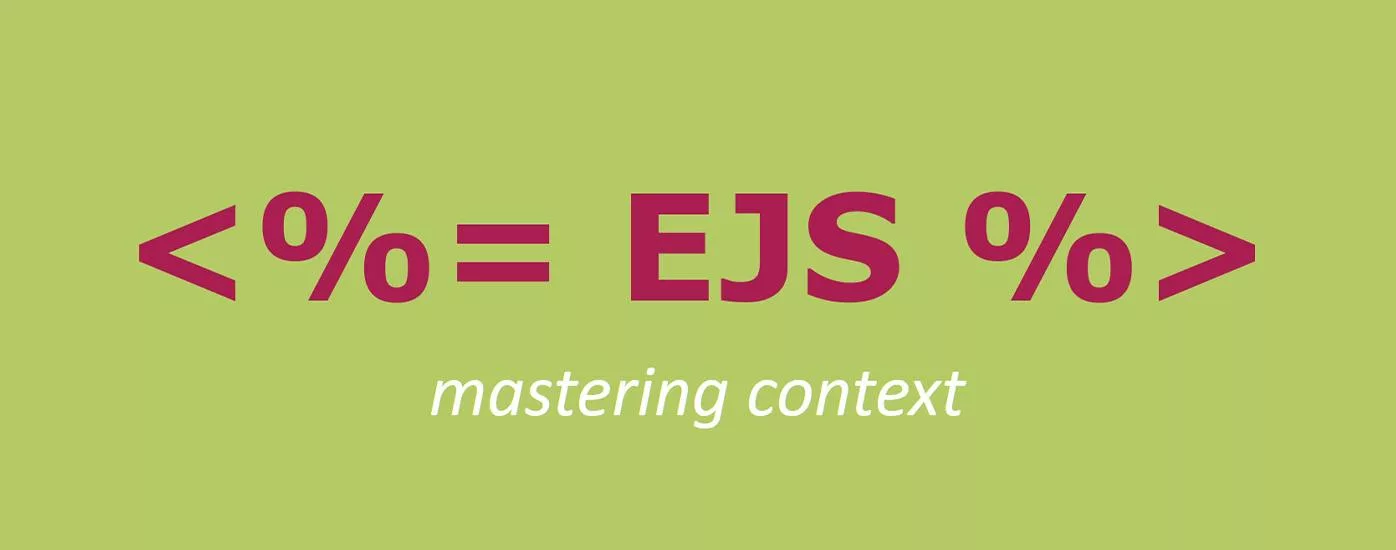 <%= EJS %>
mastering context